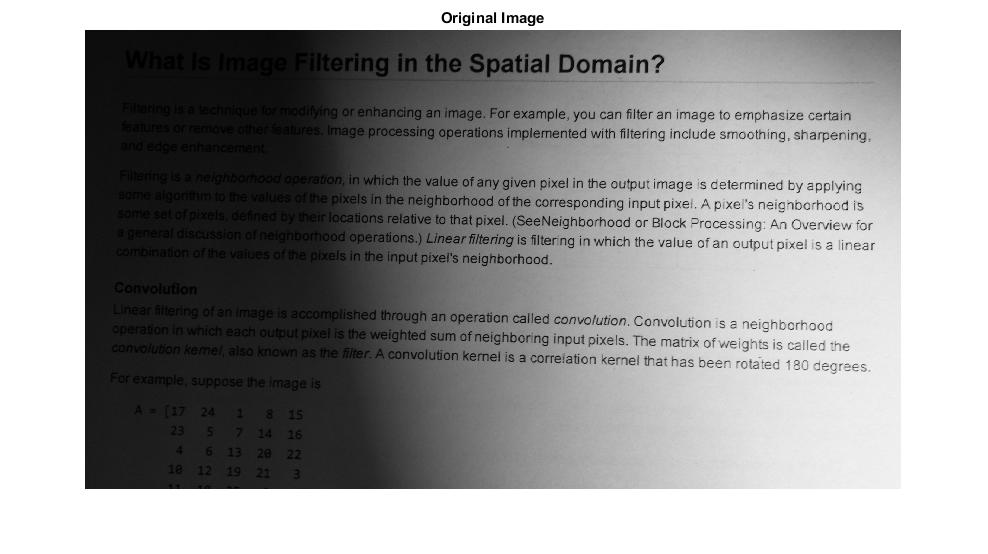 Original Image
What Is Image Filtering in the Spatial Domain?
Filtering is a technique for modifying or enhancing an image. For example, you can filter an image to emphasize certain
features or remove other features. Image processing operations implemented with filtering include smoothing, sharpening,
and edge enhancement.
Filtering is a neighborhood operation, in which the value of any given pixel in the output image is determined by applying
some algorithm to the values of the pixels in the neighborhood of the corresponding input pixel. A pixel's neighborhood is
some set of pixels, defined by their locations relative to that pixel. (SeeNeighborhood or Block Processing: An Overview for
a general discussion of neighborhood operations.) Linear filtering is filtering in which the value of an output pixel is a linear
combination of the values of the pixels in the input pixel's neighborhood.
Convolution
Linear filtering of an image is accomplished through an operation called convolution. Convolution is a neighborhood
operation in which each output pixel is the weighted sum of neighboring input pixels. The matrix of weights is called the
convolution kernel, also known as the filter. A convolution kernel is a correlation kernel that has been rotated 180 degrees.
For example, suppose the image is
A = [17 24 1 8 15
23 5 7 14 16
4 6 13 20 22
10 12 19 21 3